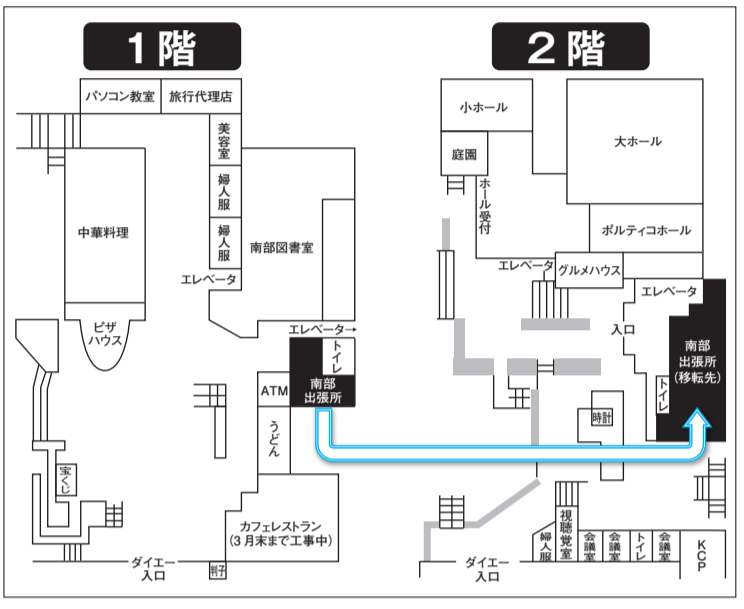 1階
パソコン教室
旅行代理店
美容室
婦人服
婦人服
中華料理
南部図書室
エレベータ
ピザ
ハウス
エレベーター→
トイレ
ATM
南部
出張所
うどん
宝くじ
カフェレストラン
(3月末まで工事中)
ダイエー
入口
判子
2階
小ホール
大ホール
庭園
ホール受付
ポルティコホール
エレベータ
グルメハウス
エレベータ
入口
南部
出張所
(移転先)
トイレ
時計
婦人服
視聴覚室
会議室
会議室
トイレ
会議室
KCP
ダイエー
入口